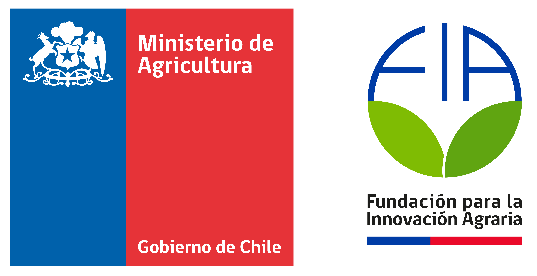 Ministerio de
Agricultura
Gobierno de Chile
FIA
Fundación para la
Innovación Agraria